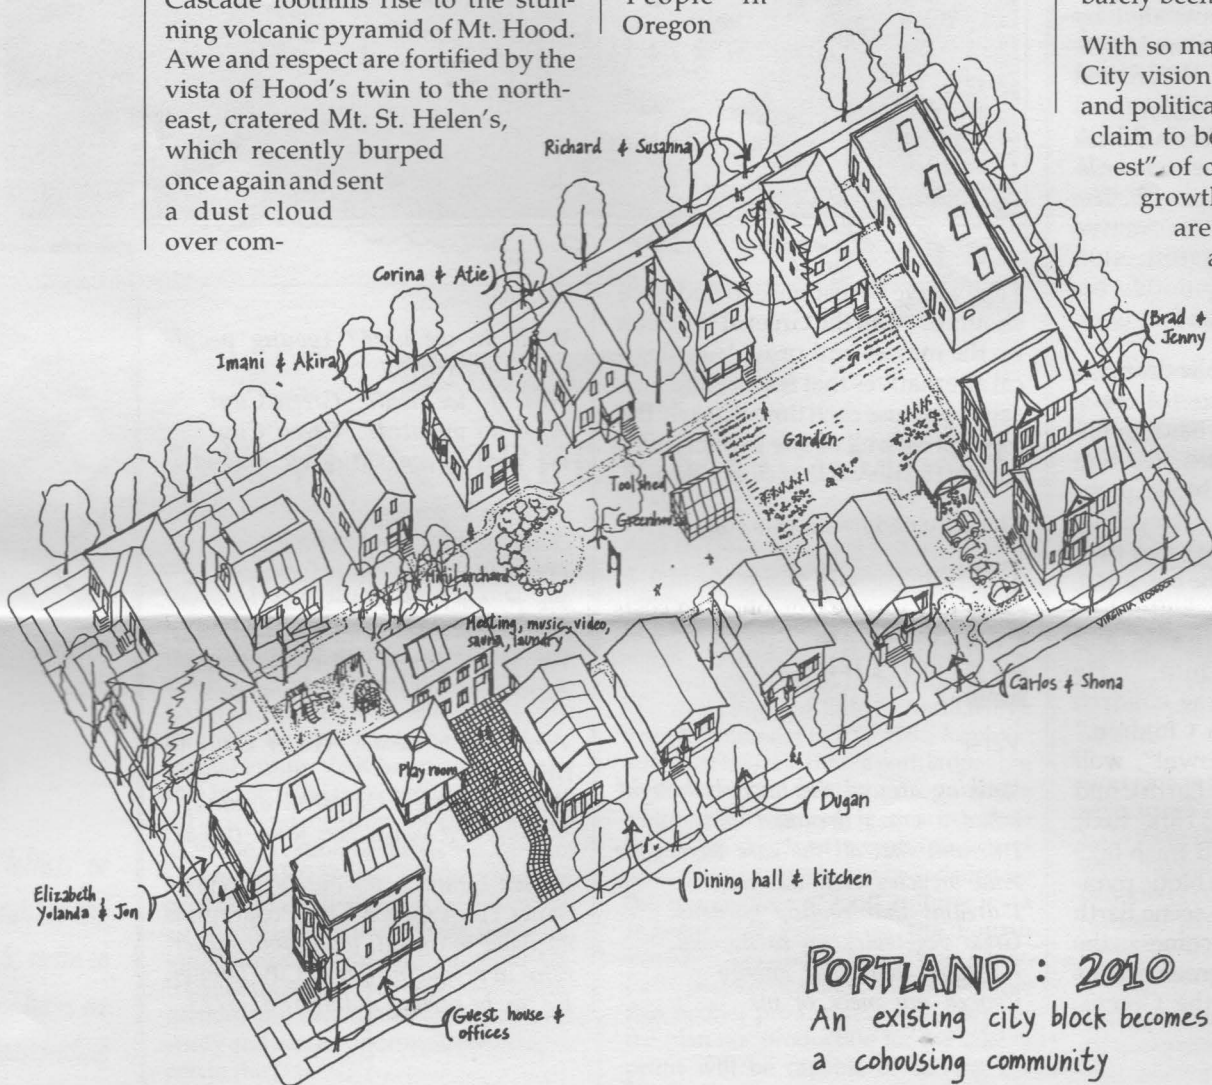 Cascade foothills rise to the stun-
ning volcanic pyramid of Mt. Hood.
Awe and respect are fortified by the
vista of Hood's twin to the north-
east, cratered Mt. St. Helen's,
which recently burped
once again and sent
a dust cloud
over com-
People in
Oregon
With so ma
City vision
and politica
claim to be
est" of c
growth
are
a
Richard & Susanna
Corina & Atie
Imani & Akira
Brad &
Jenny
Garden
Toolshed
Greenhouse
Mini orchard
Meeting, music, video,
sauna, laundry
VIRGINIA
Carlos & Shona
Play room
Dugan
Dining hall & kitchen
Elizabeth,
Yolanda & Jon
Guest house &
offices
PORTLAND : 2010
An existing city block becomes
a cohousing community